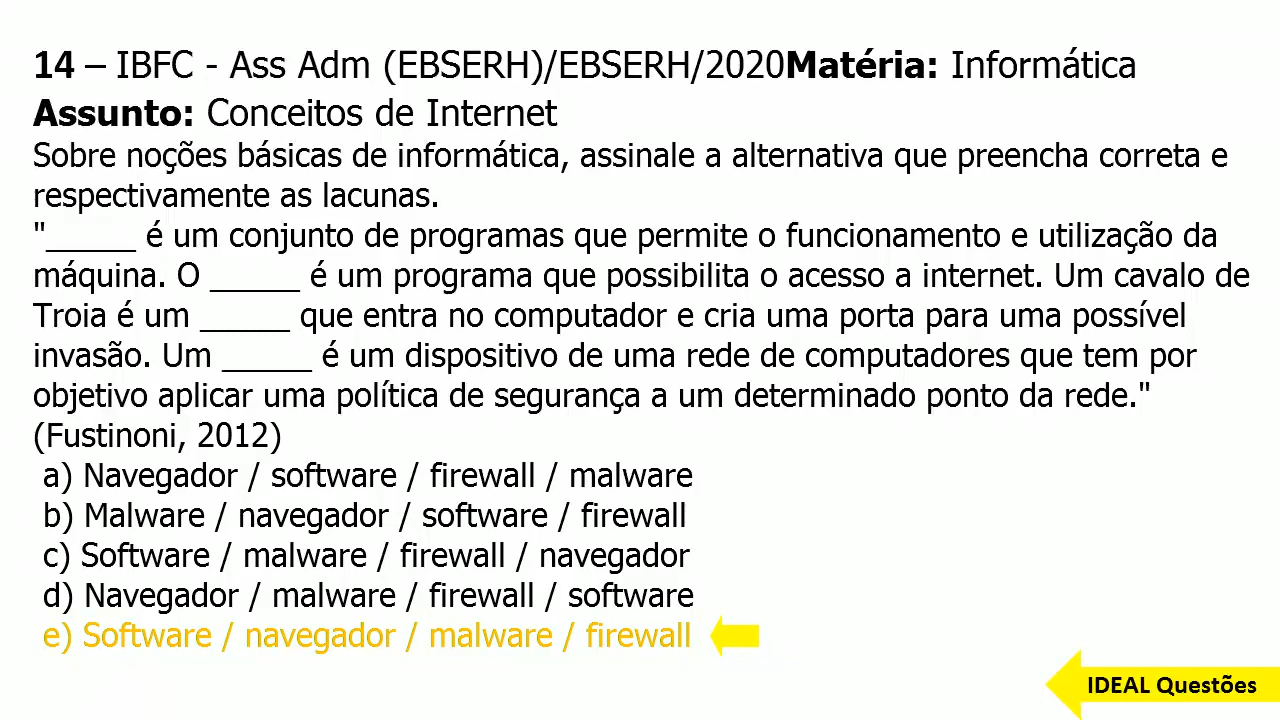 14 – IBFC - Ass Adm (EBSERH)/EBSERH/2020Matéria: Informática
Assunto: Conceitos de Internet
Sobre noções básicas de informática, assinale a alternativa que preencha correta e
respectivamente as lacunas.
"_____ é um conjunto de programas que permite o funcionamento e utilização da
máquina. O _____ é um programa que possibilita o acesso a internet. Um cavalo de
Troia é um _____ que entra no computador e cria uma porta para uma possível
invasão. Um _____ é um dispositivo de uma rede de computadores que tem por
objetivo aplicar uma política de segurança a um determinado ponto da rede."
(Fustinoni, 2012)
a) Navegador / software / firewall / malware
b) Malware / navegador / software / firewall
c) Software / malware / firewall / navegador
d) Navegador / malware / firewall / software
e) Software / navegador / malware / firewall
IDEAL Questões